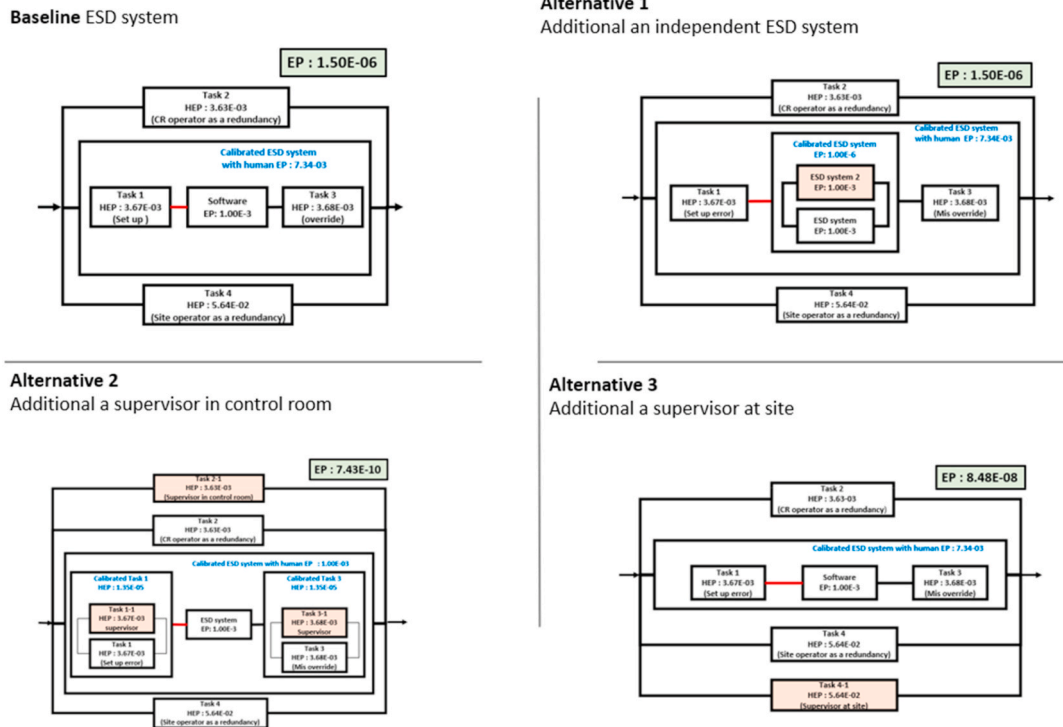 Baseline ESD system
EP : 1.50E-06
Task 2
HEP : 3.63E-03
(CR operator as a redundancy)
Calibrated ESD system
with human EP : 7.34-03
Task 1
HEP : 3.67E-03
(Set up )
Software
EP: 1.00E-3
Task 3
HEP : 3.68E-03
(override)
Task 4
HEP : 5.64E-02
(Site operator as a redundancy)
Alternative 1
Additional an independent ESD system
EP : 1.50E-06
Task 2
HEP : 3.63E-03
(CR operator as a redundancy)
Calibrated ESD system
with human EP : 7.34E-03
Calibrated ESD system
EP: 1.00E-6
ESD system 2
EP: 1.00E-3
Task 1
HEP : 3.67E-03
(Set up error)
ESD system
EP: 1.00E-3
Task 3
HEP : 3.68E-03
(Mis override)
Task 4
HEP : 5.64E-02
(Site operator as a redundancy)
Alternative 2
Additional a supervisor in control room
EP : 7.43E-10
Task 2-1
HEP : 3.63E-03
(Supervisor in control room)
Task 2
HEP : 3.63E-03
(CR operator as a redundancy)
Calibrated ESD system with human EP : 1.00E-03
Calibrated Task 1
HEP : 1.35E-05
Calibrated Task 3
HEP : 1.35E-05
Task 1-1
HEP : 3.67E-03
supervisor
Task 1
HEP : 3.67E-03
(Set up error)
ESD system
EP: 1.00E-3
Task 3-1
HEP : 3.68E-03
Supervisor
Task 3
HEP : 3.68E-03
(Mis override)
Task 4
HEP : 5.64E-02
(Site operator as a redundancy)
Alternative 3
Additional a supervisor at site
EP : 8.48E-08
Task 2
HEP : 3.63-03
(CR operator as a redundancy)
Calibrated ESD system with human EP : 7.34-03
Task 1
HEP : 3.67E-03
(Set up error)
Software
EP: 1.00E-3
Task 3
HEP : 3.68E-03
(Mis override)
Task 4
HEP : 5.64E-02
(Site operator as a redundancy)
Task 4-1
HEP : 5.64E-02
(Supervisor at site)